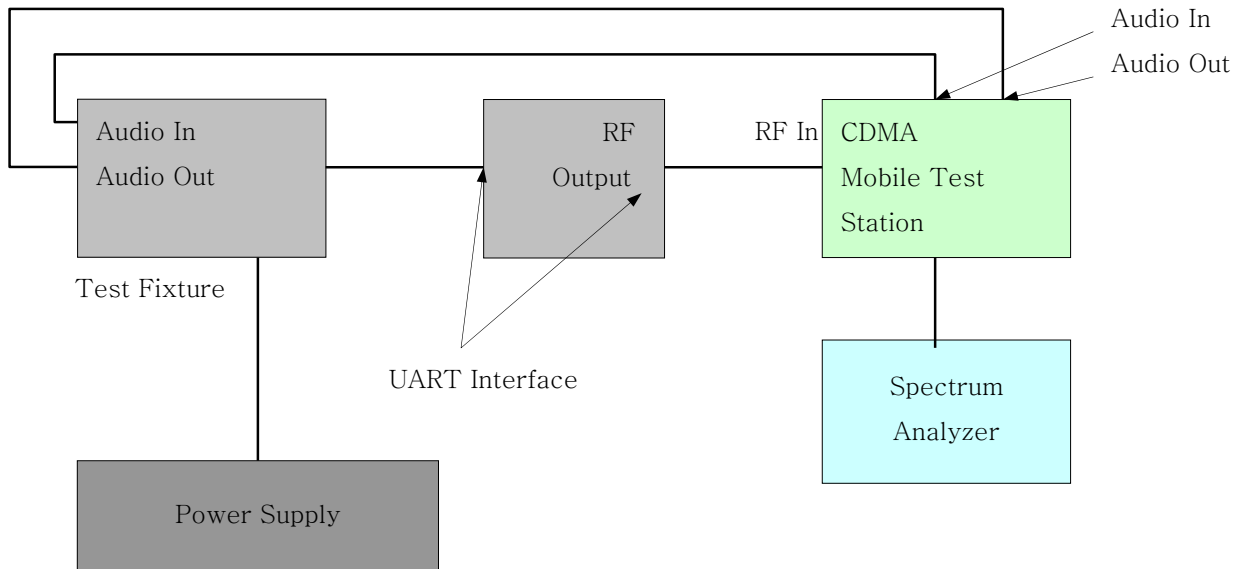 Audio In
Audio Out
Audio In
Audio Out
RF
Output
RF In
CDMA
Mobile Test
Station
Test Fixture
UART Interface
Spectrum
Analyzer
Power Supply